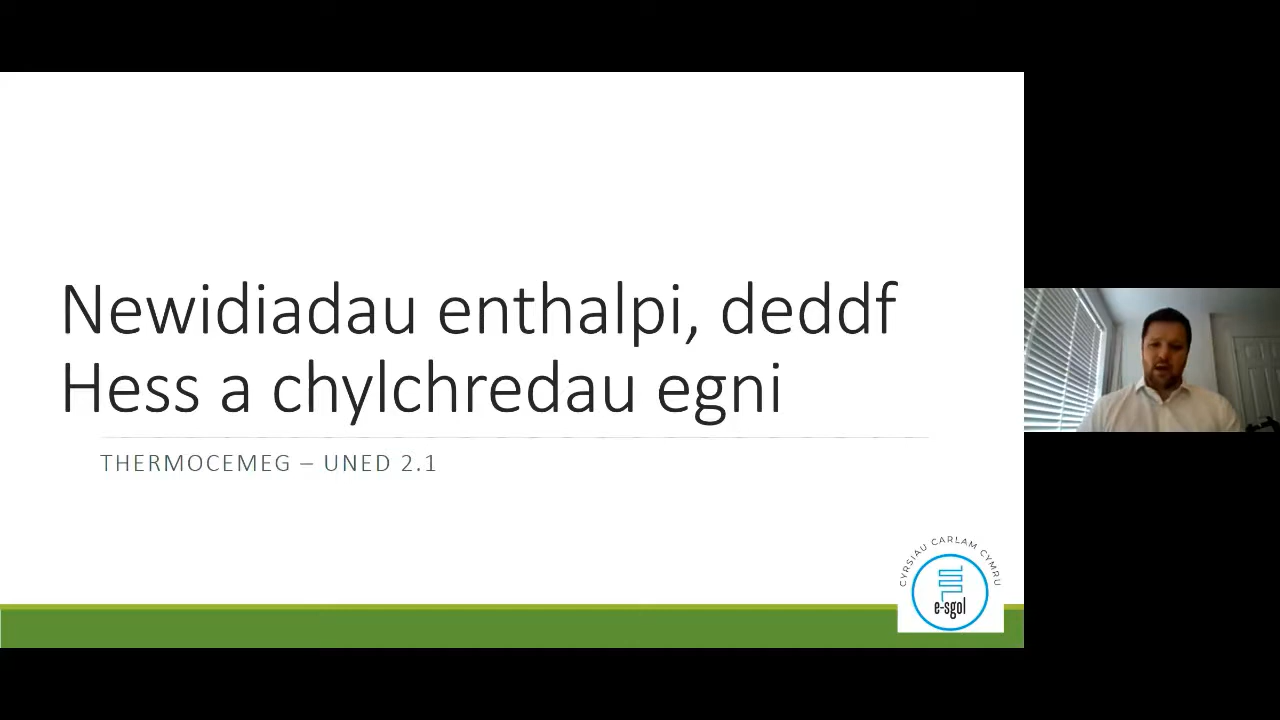 Newidiadau enthalpi, deddf
Hess a chylchredau egni
THERMOCEMEG – UNED 2.1
CYRSIAU CARLAM CYMRU
e-sgol